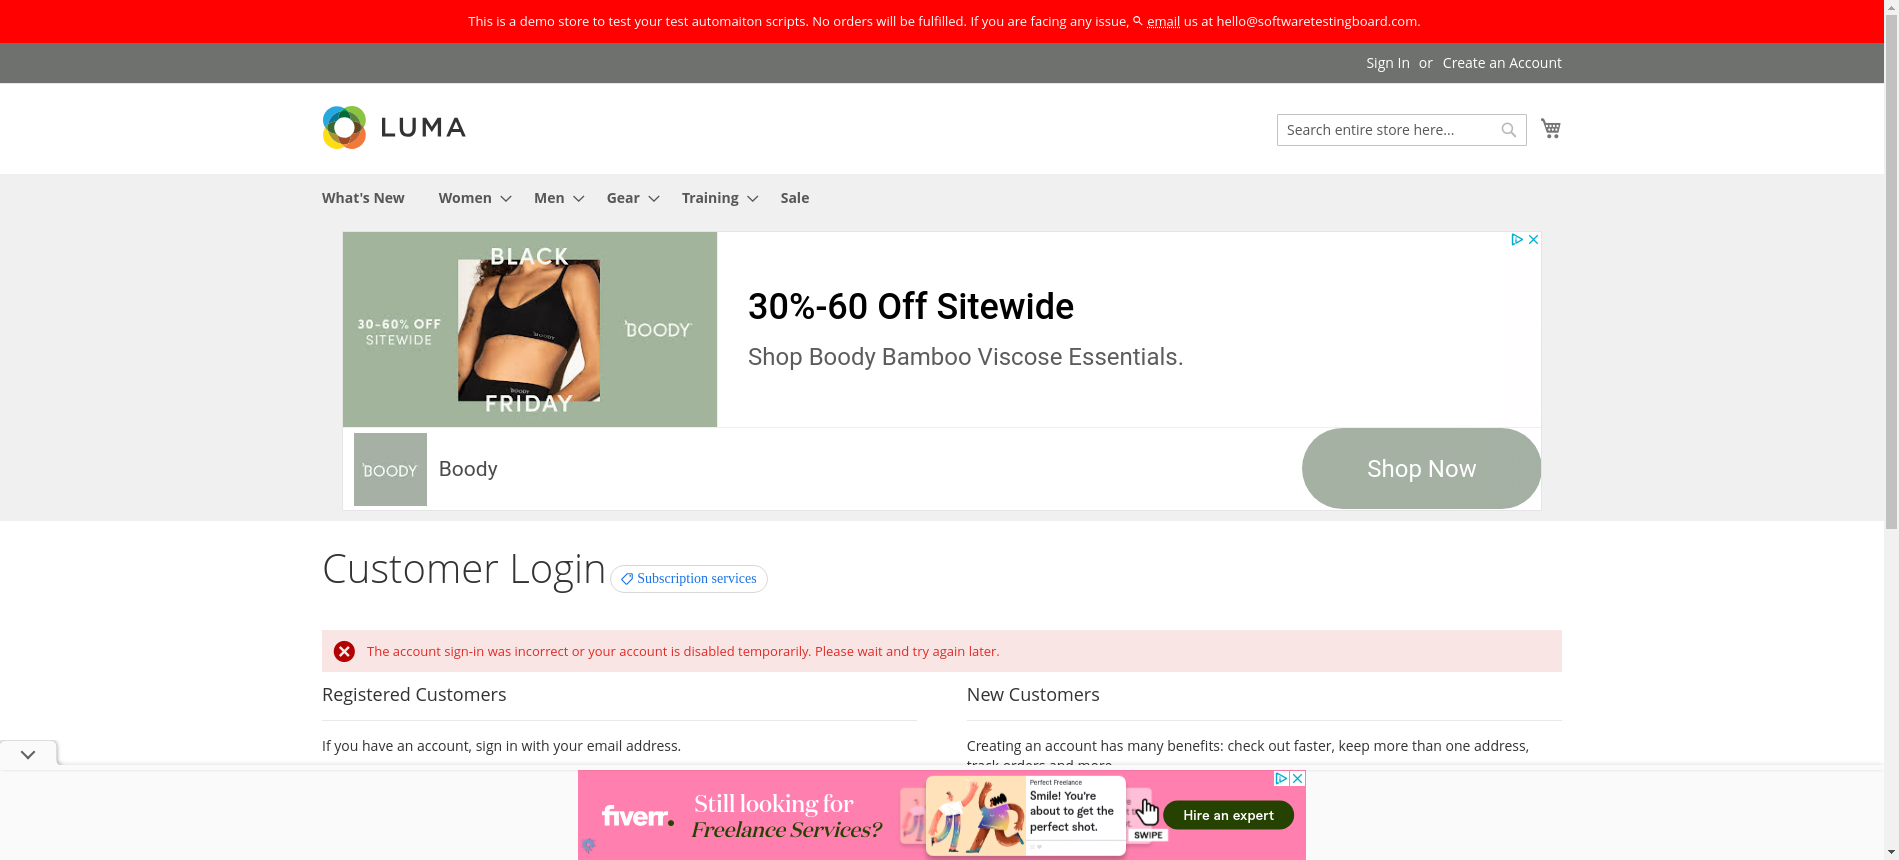 This is a demo store to test your test automaiton scripts. No orders will be fulfilled. If you are facing any issue, email us at hello@softwaretestingboard.com.
Sign In or Create an Account
LUMA
Search entire store here...
What's New Women Men Gear Training Sale
BLACK
30-60% OFF
SITEWIDE
BOODY
FRIDAY
30%-60 Off Sitewide
Shop Boody Bamboo Viscose Essentials.
BOODY
Boody
Shop Now
Customer Login
Subscription services
The account sign-in was incorrect or your account is disabled temporarily. Please wait and try again later.
Registered Customers
If you have an account, sign in with your email address.
New Customers
Creating an account has many benefits: check out faster, keep more than one address,
track orders and more.
fiverr.
Still looking for
Freelance Services?
Perfect Freelance
Smile! You're
about to get the
perfect shot.
SWIPE
Hire an expert